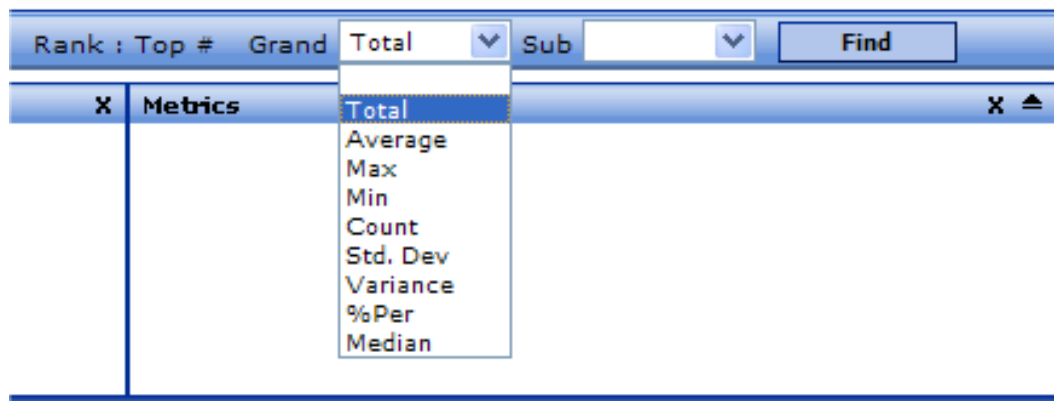 Rank : Top # Grand Total Sub Find
X Metrics X
Total
Average
Max
Min
Count
Std. Dev
Variance
%Per
Median